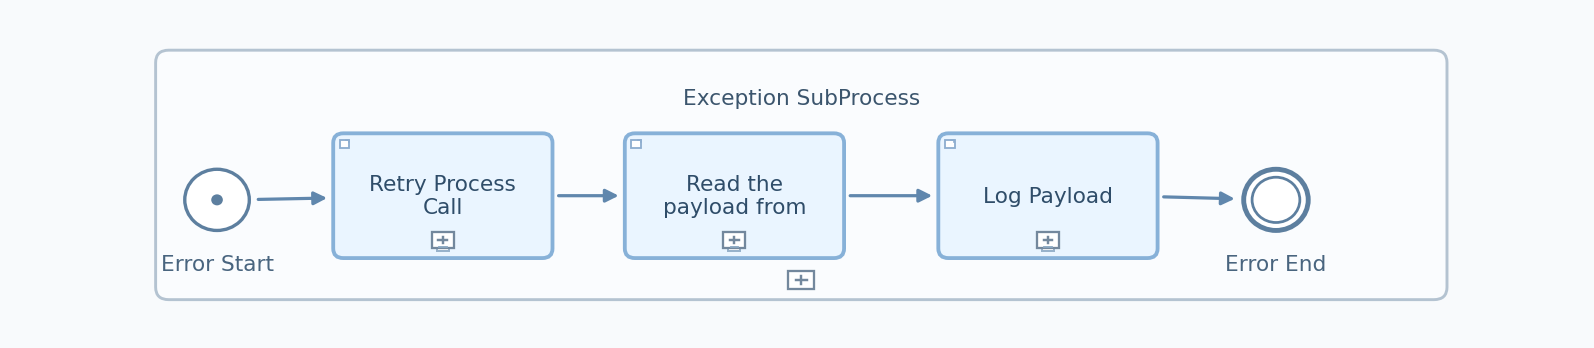 Exception SubProcess
Retry Process
Call
Read the
payload from
Log Payload
Error Start
Error End